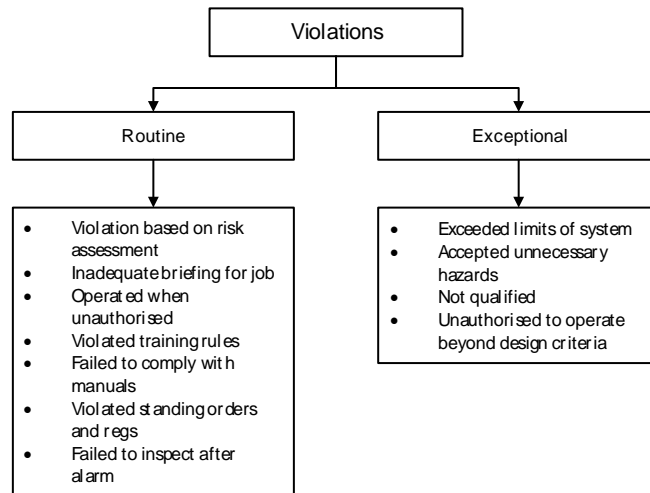 Violations
Routine
Exceptional
• Violation based on risk
assessment
• Inadequate briefing for job
• Operated when
unauthorised
• Violated training rules
• Failed to comply with
manuals
• Violated standing orders
and regs
• Failed to inspect after
alarm
• Exceeded limits of system
• Accepted unnecessary
hazards
• Not qualified
• Unauthorised to operate
beyond design criteria